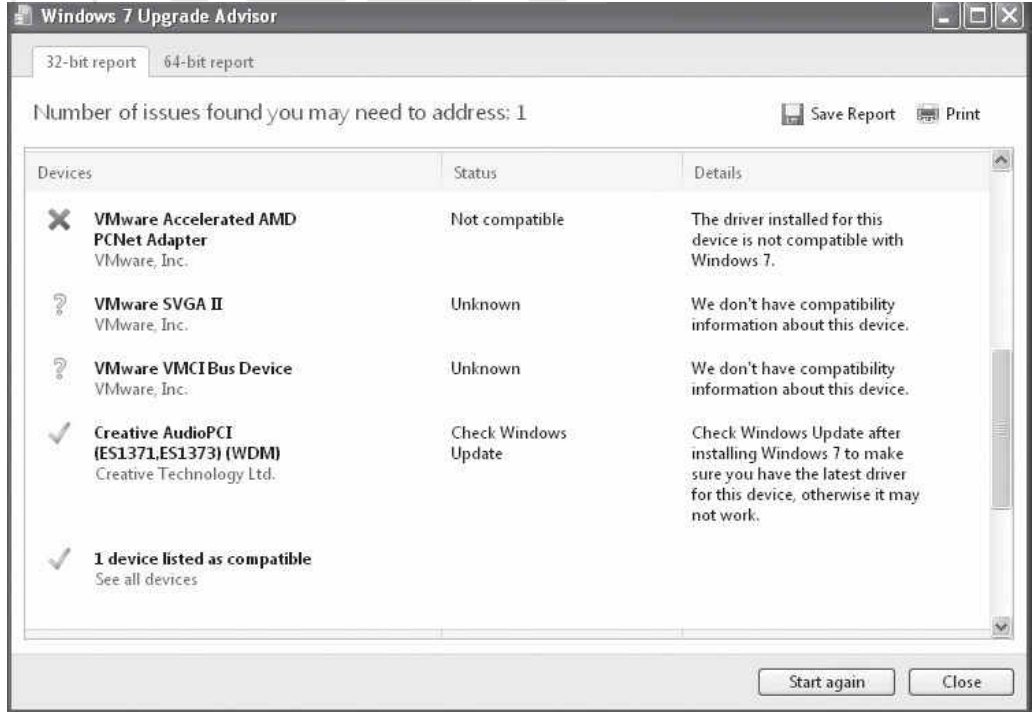 Windows 7 Upgrade Advisor
32-bit report 64-bit report
Number of issues found you may need to address: 1
Save Report Print
Devices Status Details
VMware Accelerated AMD
PCNet Adapter
VMware, Inc.
Not compatible
The driver installed for this
device is not compatible with
Windows 7.
VMware SVGA II
VMware, Inc.
Unknown
We don't have compatibility
information about this device.
VMware VMCI Bus Device
VMware, Inc.
Unknown
We don't have compatibility
information about this device.
Creative AudioPCI
(ES1371,ES1373) (WDM)
Creative Technology Ltd.
Check Windows
Update
Check Windows Update after
installing Windows 7 to make
sure you have the latest driver
for this device, otherwise it may
not work.
1 device listed as compatible
See all devices
Start again Close